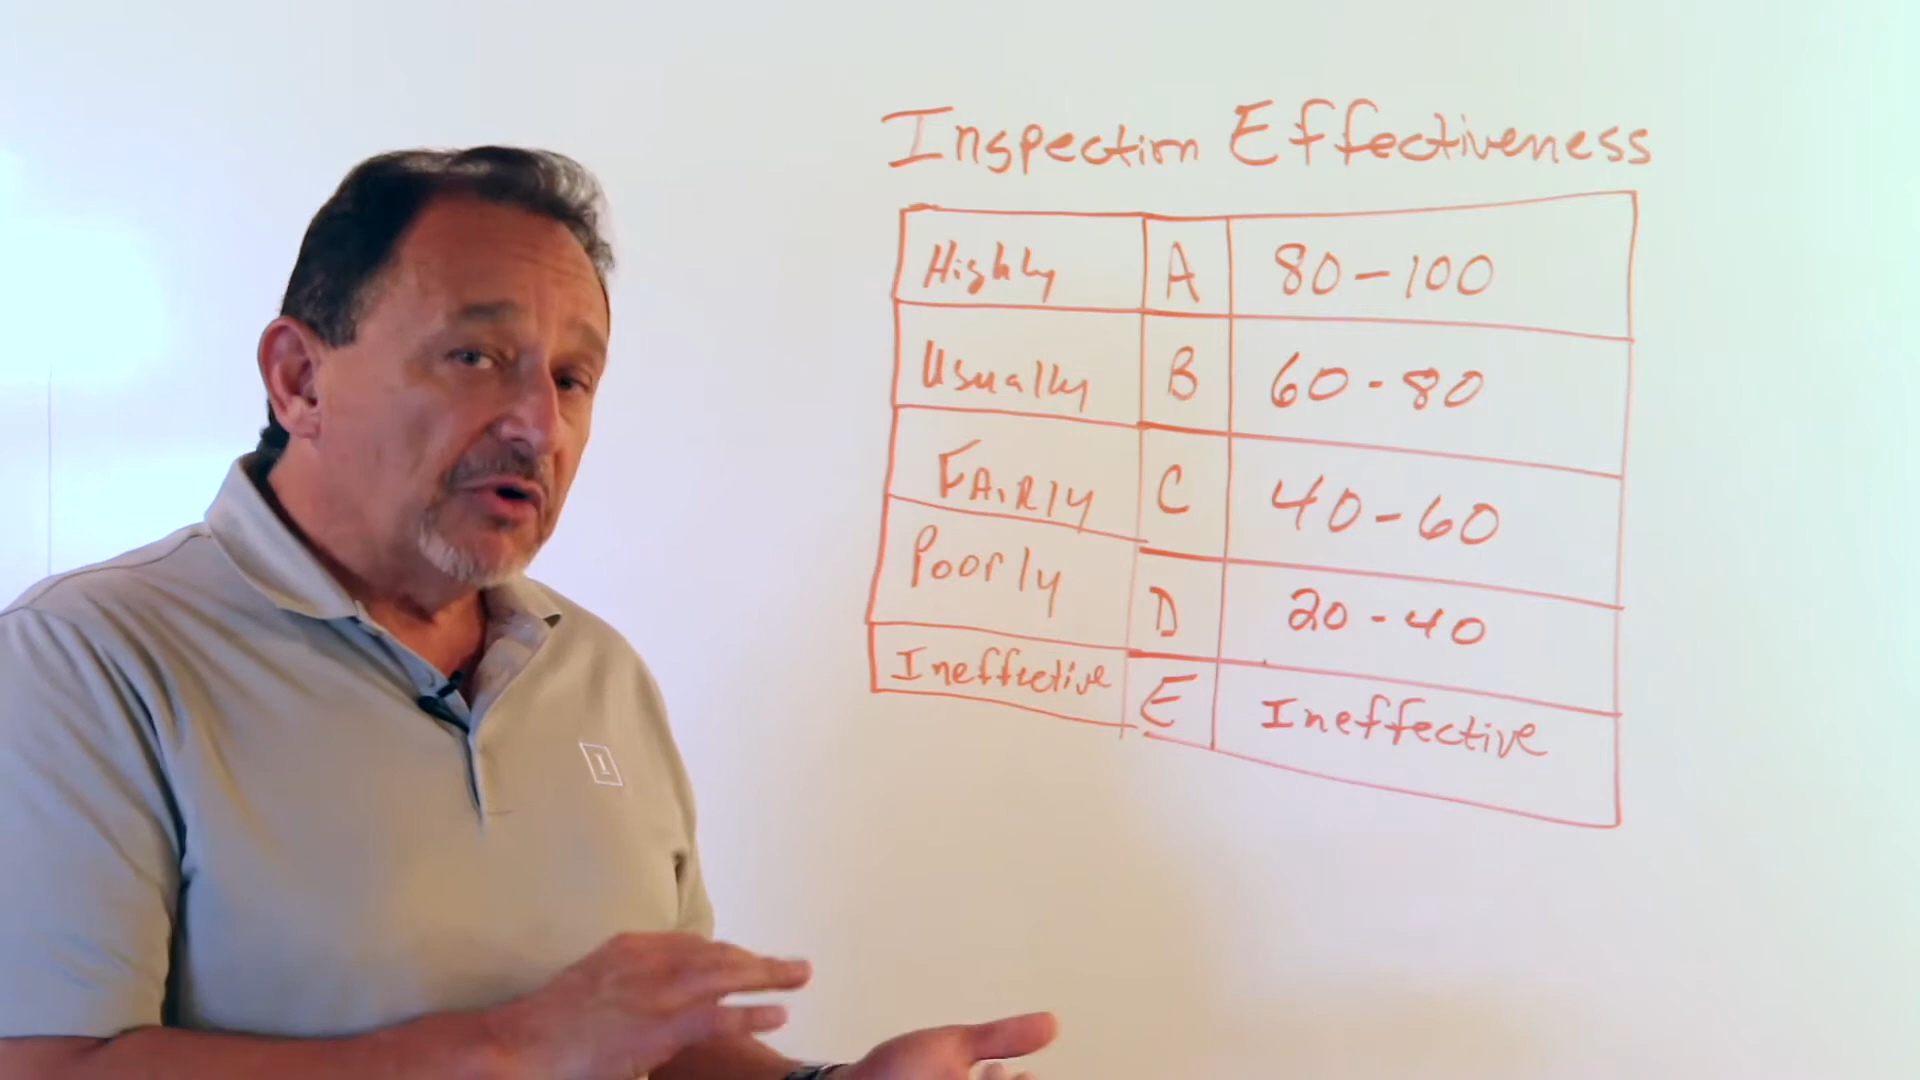 Inspection Effectiveness
Highly A 80-100
Usually B 60-80
FAIRly C 40-60
Poorly D 20-40
Ineffective E Ineffective
I